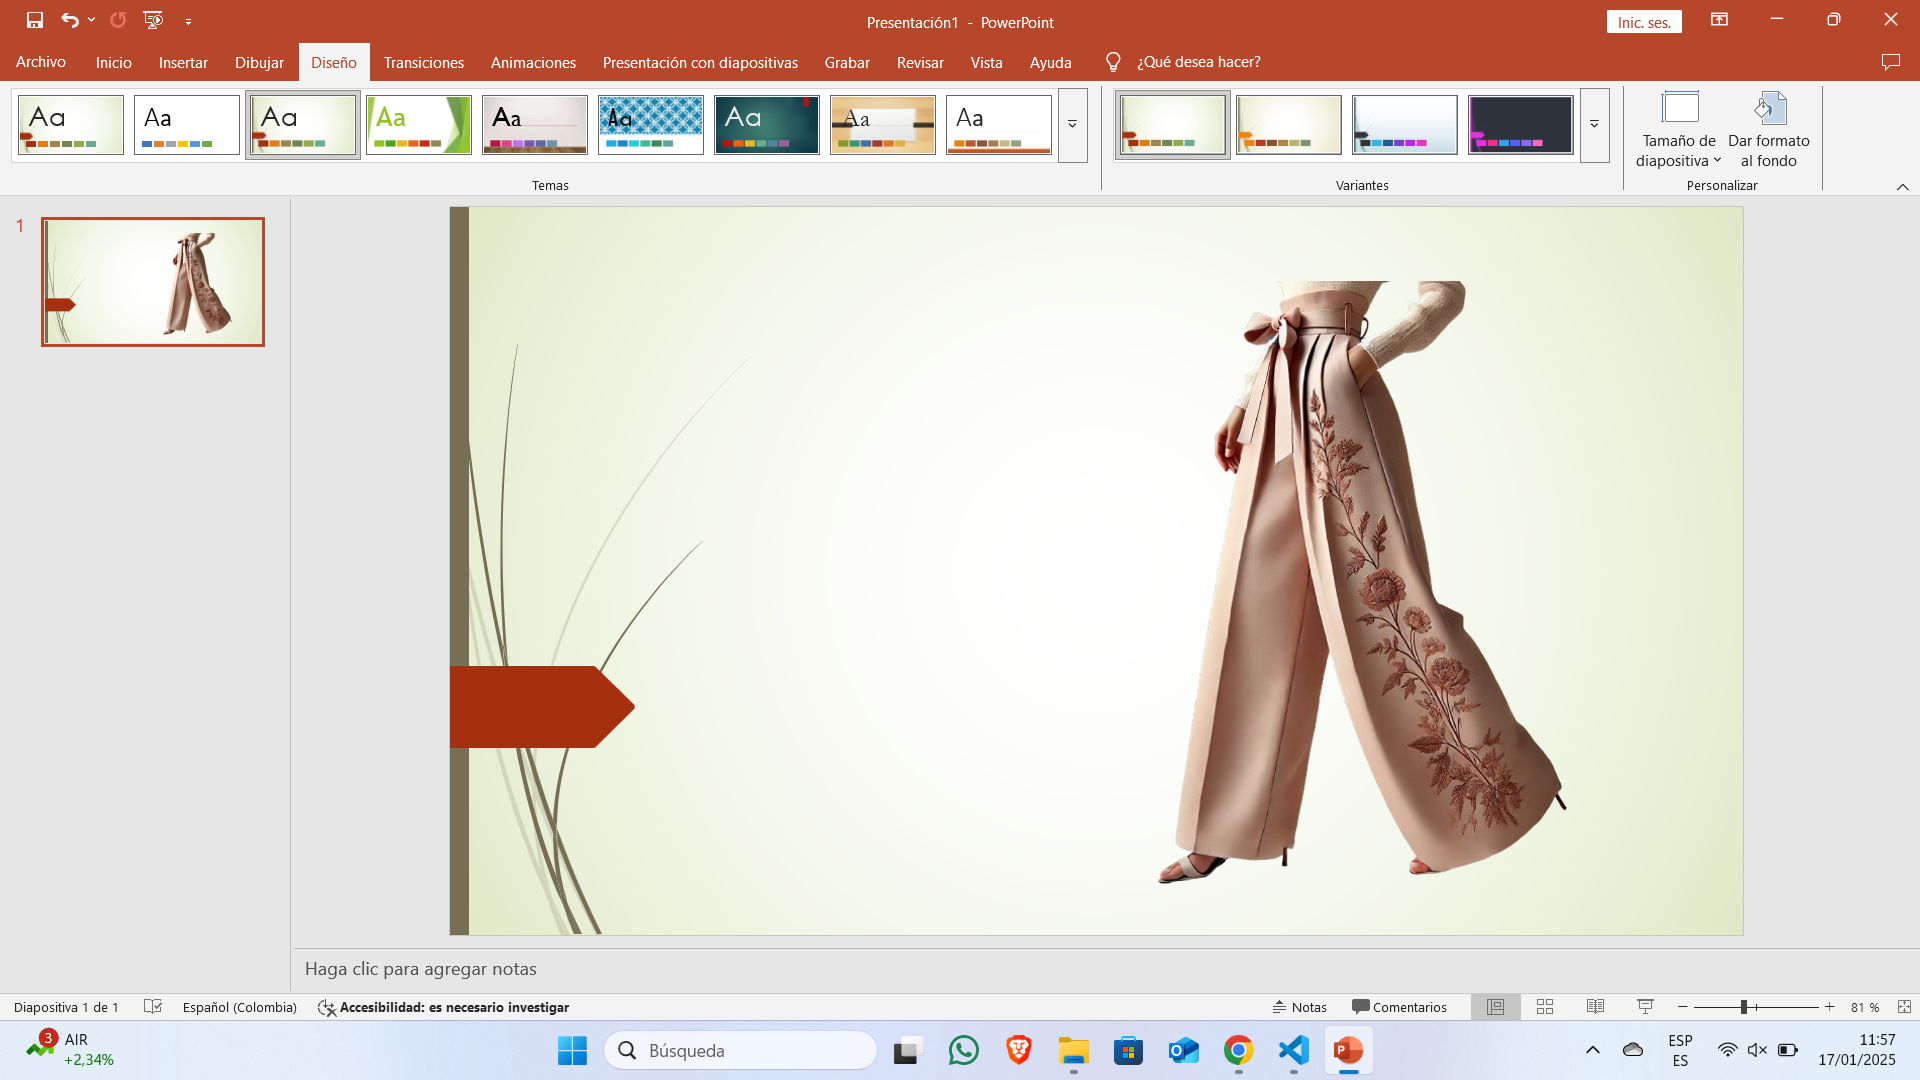 Presentación1 - PowerPoint
Inic. ses.
Archivo Inicio Insertar Dibujar Diseño Transiciones Animaciones Presentación con diapositivas Grabar Revisar Vista Ayuda ¿Qué desea hacer?
Aa Aa Aa Aa Aa Aa Aa Aa Aa
Tamaño de diapositiva
Dar formato al fondo
Temas
Variantes
Personalizar
1
Haga clic para agregar notas
Diapositiva 1 de 1 Español (Colombia) Accesibilidad: es necesario investigar Notas Comentarios 81 %
3
AIR
+2,34%
Búsqueda
ESP
ES
11:57
17/01/2025